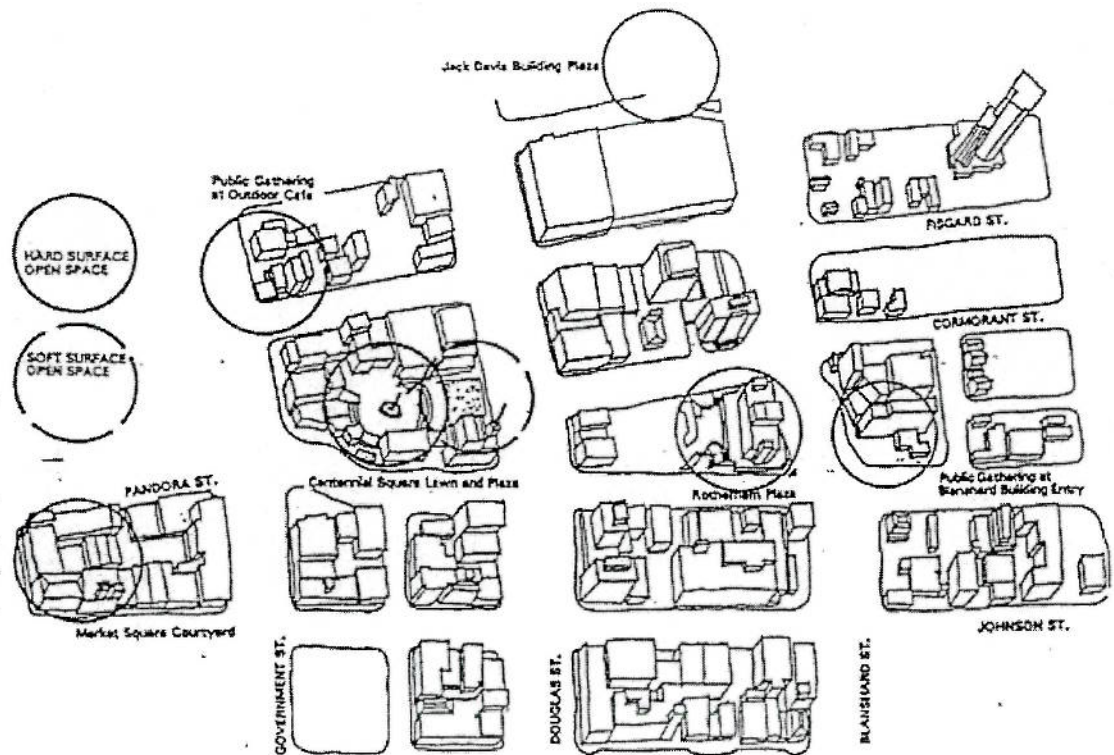 Jack Davis Building Plaza
Public Gathering
at Outdoor Cafe
HARD SURFACE
OPEN SPACE
FISGARD ST.
CORMORANT ST.
SOFT SURFACE
OPEN SPACE
PANDORA ST.
Centennial Square Lawn and Plaza
Rotherham Plaza
Public Gathering at
Blanshard Building Entry
Market Square Courtyard
JOHNSON ST.
GOVERNMENT ST.
DOUGLAS ST.
BLANSHARD ST.